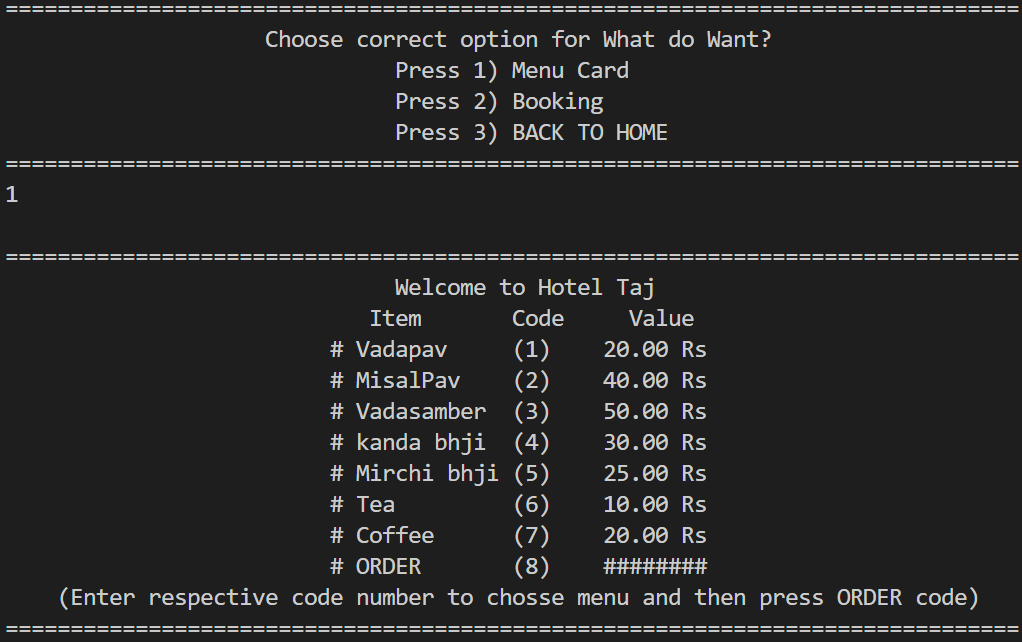 ==============================================================================
Choose correct option for What do Want?
Press 1) Menu Card
Press 2) Booking
Press 3) BACK TO HOME
==============================================================================
1
==============================================================================
Welcome to Hotel Taj
Item Code Value
# Vadapav (1) 20.00 Rs
# MisalPav (2) 40.00 Rs
# Vadasamber (3) 50.00 Rs
# kanda bhji (4) 30.00 Rs
# Mirchi bhji (5) 25.00 Rs
# Tea (6) 10.00 Rs
# Coffee (7) 20.00 Rs
# ORDER (8) ########
(Enter respective code number to chosse menu and then press ORDER code)
==============================================================================